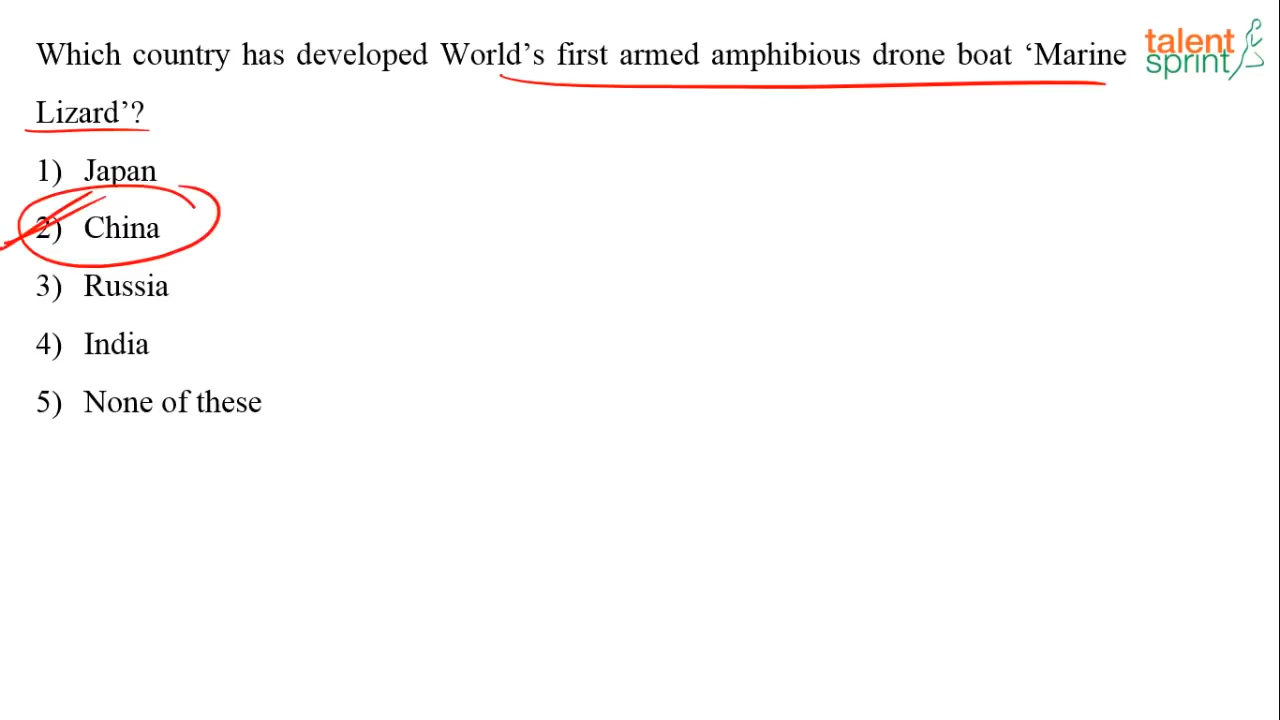 Which country has developed World’s first armed amphibious drone boat ‘Marine
Lizard’?
1) Japan
2) China
3) Russia
4) India
5) None of these
talent
sprint